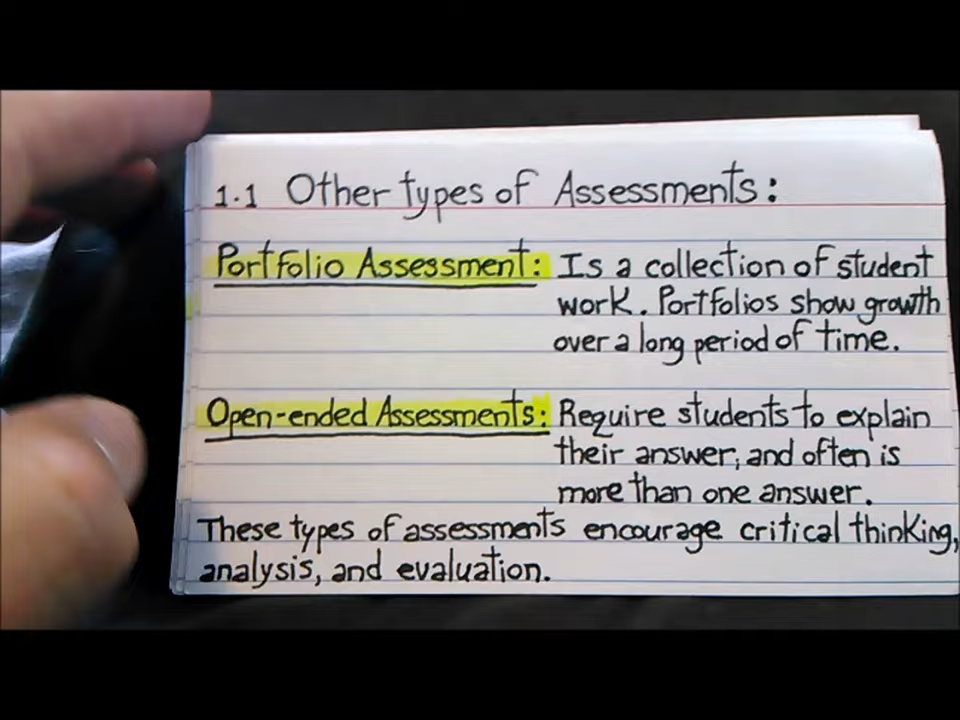 1.1 Other types of Assessments:
Portfolio Assessment: Is a collection of student
work. Portfolios show growth
over a long period of time.
Open-ended Assessments: Require students to explain
their answer, and often is
more than one answer.
These types of assessments encourage critical thinking,
analysis, and evaluation.